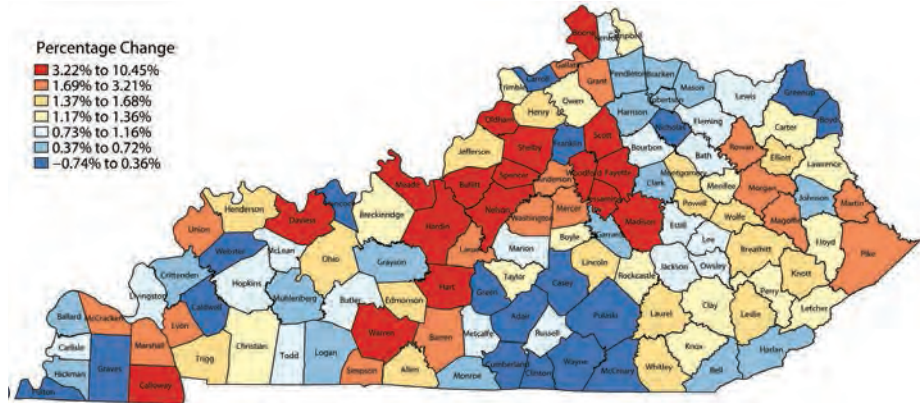 Percentage Change
3.22% to 10.45%
1.69% to 3.21%
1.37% to 1.68%
1.17% to 1.36%
0.73% to 1.16%
0.37% to 0.72%
−0.74% to 0.36%
Boone
Campbell
Gallatin
Carroll
Grant
Pendleton
Bracken
Trimble
Owen
Mason
Lewis
Greenup
Boyd
Robertson
Henry
Harrison
Fleming
Carter
Oldham
Nicholas
Scott
Shelby
Franklin
Bourbon
Rowan
Jefferson
Bath
Elliott
Lawrence
Woodford
Fayette
Spencer
Anderson
Montgomery
Bullitt
Clark
Menifee
Morgan
Johnson
Martin
Meade
Powell
Henderson
Daviess
Breckinridge
Nelson
Washington
Mercer
Madison
Wolfe
Magoffin
Hardin
Union
Garrard
Estill
Floyd
Webster
McLean
Ohio
Marion
Boyle
Lee
Breathitt
Pike
Grayson
Lincoln
Rockcastle
Jackson
Owsley
Knott
Crittenden
Hopkins
Hart
Taylor
Green
Casey
Perry
Livingston
Muhlenberg
Butler
Edmonson
Clay
Leslie
Letcher
Caldwell
Adair
Pulaski
Laurel
Ballard
McCracken
Lyon
Warren
Barren
Metcalfe
Russell
Knox
Carlisle
Marshall
Christian
Todd
Logan
Harlan
Trigg
Simpson
Allen
Cumberland
Wayne
Whitley
Bell
Hickman
Graves
Calloway
Monroe
Clinton
McCreary
Fulton